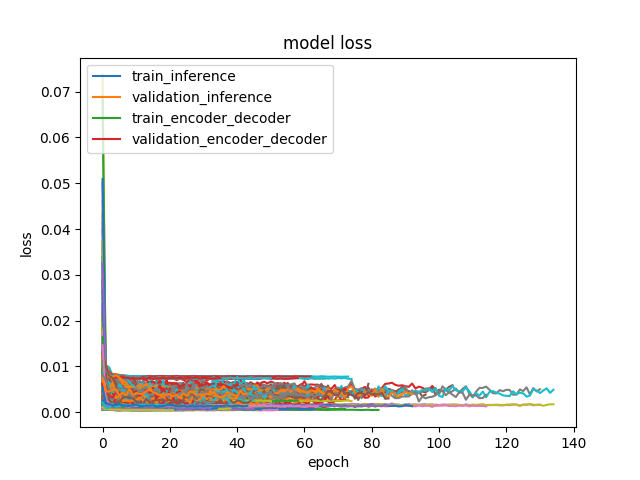 model loss
train_inference
validation_inference
train_encoder_decoder
validation_encoder_decoder
0.07
0.06
0.05
0.04
0.03
0.02
0.01
0.00
loss
0 20 40 60 80 100 120 140
epoch